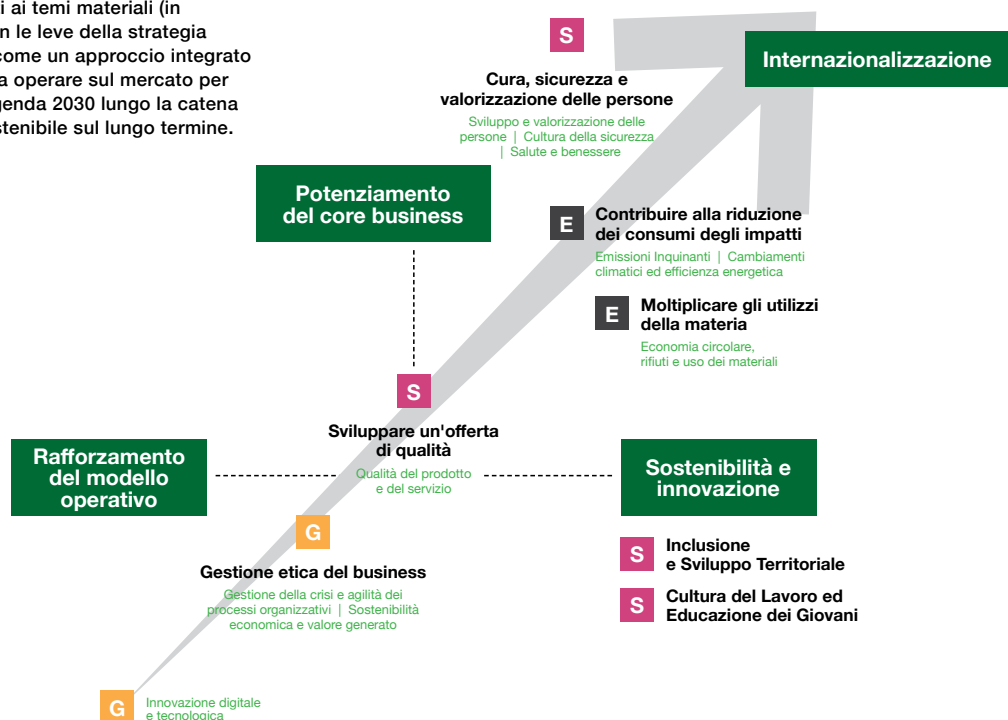 i ai temi materiali (in
n le leve della strategia
come un approccio integrato
a operare sul mercato per
genda 2030 lungo la catena
stenibile sul lungo termine.
S
Cura, sicurezza e
valorizzazione delle persone
Sviluppo e valorizzazione delle
persone | Cultura della sicurezza
| Salute e benessere
Internazionalizzazione
Potenziamento
del core business
E
Contribuire alla riduzione
dei consumi degli impatti
Emissioni Inquinanti | Cambiamenti
climatici ed efficienza energetica
E
Moltiplicare gli utilizzi
della materia
Economia circolare,
rifiuti e uso dei materiali
S
Sviluppare un'offerta
di qualità
Qualità del prodotto
e del servizio
Rafforzamento
del modello
operativo
Sostenibilità e
innovazione
G
Gestione etica del business
Gestione della crisi e agilità dei
processi organizzativi | Sostenibilità
economica e valore generato
S
Inclusione
e Sviluppo Territoriale
S
Cultura del Lavoro ed
Educazione dei Giovani
G
Innovazione digitale
e tecnologica